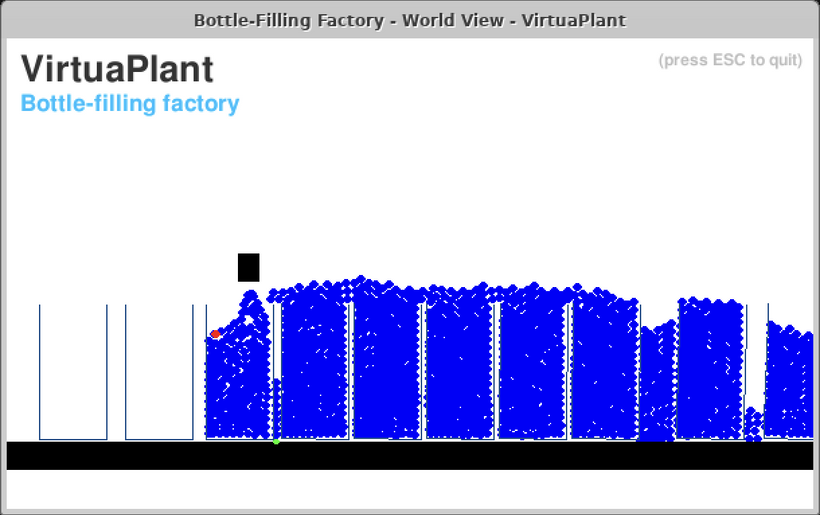 Bottle-Filling Factory - World View - VirtuaPlant
VirtuaPlant
(press ESC to quit)
Bottle-filling factory